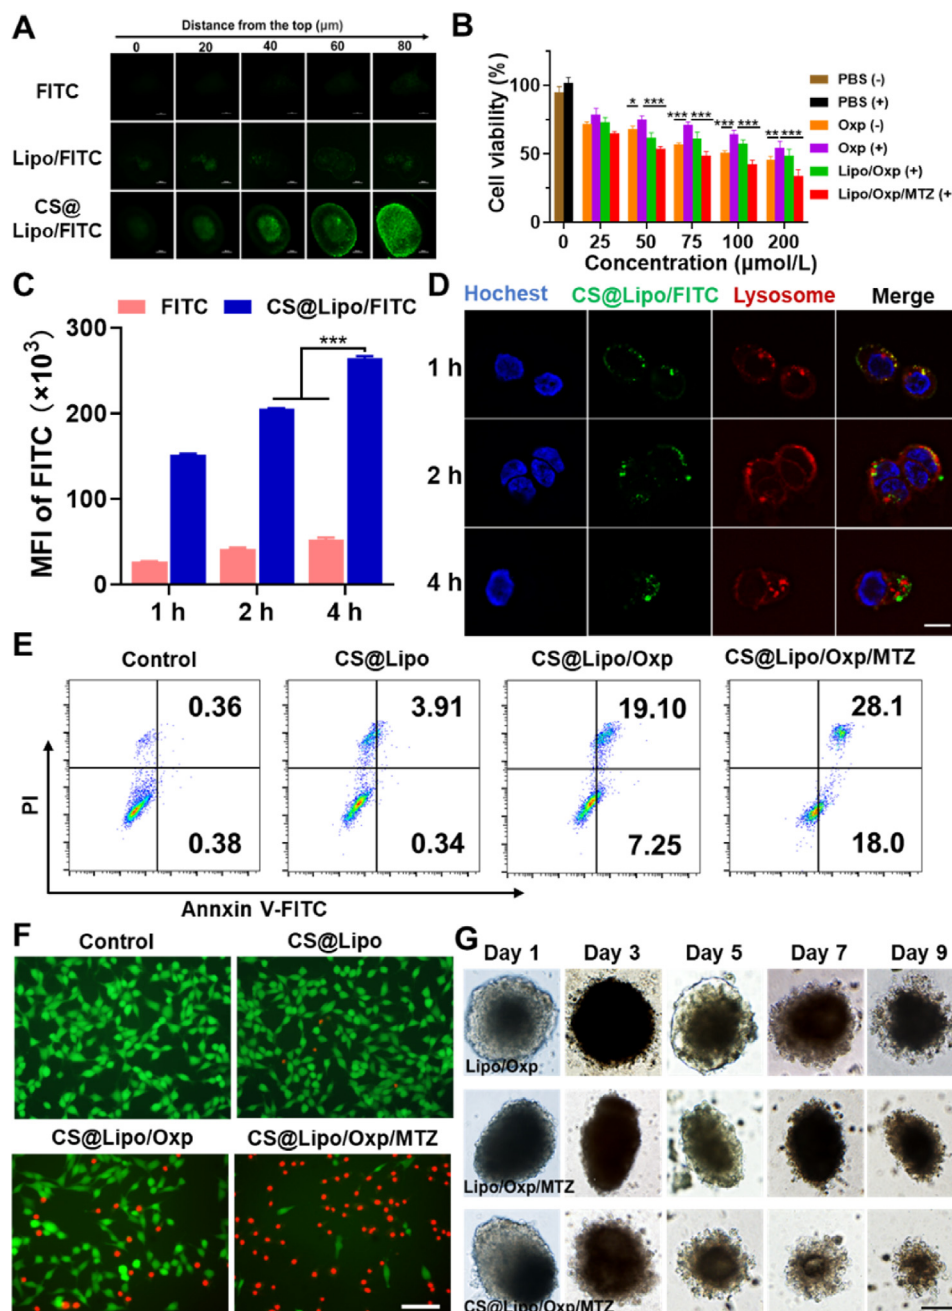 A
Distance from the top (µm)
0 20 40 60 80
FITC
Lipo/FITC
CS@
Lipo/FITC
B
Cell viability (%)
100
50
0
* *** *** *** *** *** ** ***
0 25 50 75 100 200
Concentration (µmol/L)
PBS (-)
PBS (+)
Oxp (-)
Oxp (+)
Lipo/Oxp (+)
Lipo/Oxp/MTZ (+
C
FITC CS@Lipo/FITC
MFI of FITC (×10³)
300
200
100
0
***
1 h 2 h 4 h
D
Hochest CS@Lipo/FITC Lysosome Merge
1 h
2 h
4 h
E
Control CS@Lipo CS@Lipo/Oxp CS@Lipo/Oxp/MTZ
0.36 3.91 19.10 28.1
0.38 0.34 7.25 18.0
PI
Annxin V-FITC
F
Control CS@Lipo
CS@Lipo/Oxp CS@Lipo/Oxp/MTZ
G
Day 1 Day 3 Day 5 Day 7 Day 9
Lipo/Oxp
Lipo/Oxp/MTZ
CS@Lipo/Oxp/MTZ